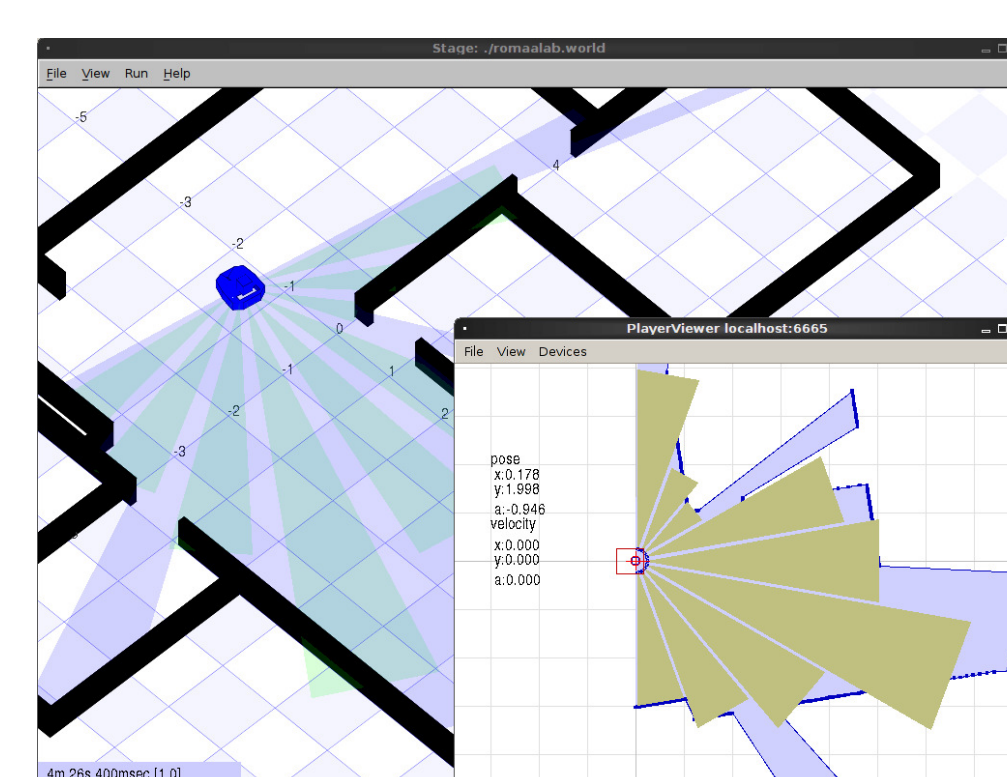 Stage: ./romaalab.world
File View Run Help
-5
4
-3
-2
-1
0
-1
1
-2
2
-3
PlayerViewer localhost:6665
File View Devices
pose
x:0.178
y:1.998
a:-0.946
velocity
x:0.000
y:0.000
a:0.000
4m 26s 400msec [1.0]